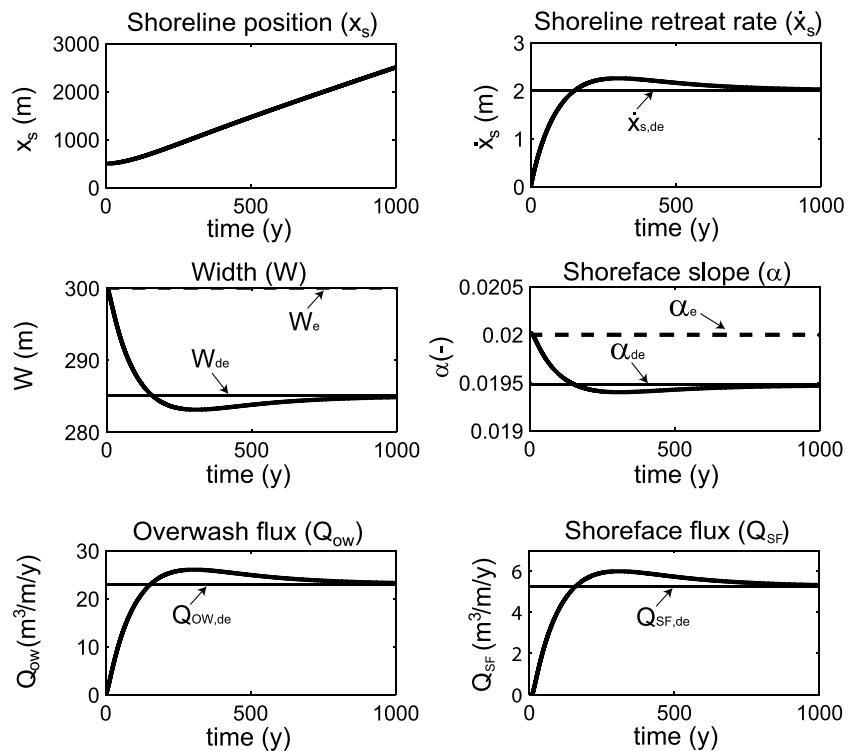 Shoreline position (xs)
3000
2000
1000
0
xs (m)
0 500 1000
time (y)
Shoreline retreat rate (ẋs)
3
2
1
0
ẋs (m)
ẋs,de
0 500 1000
time (y)
Width (W)
300
290
280
W (m)
We
Wde
0 500 1000
time (y)
Shoreface slope (α)
0.0205
0.02
0.0195
0.019
α(-)
αe
αde
0 500 1000
time (y)
Overwash flux (Qow)
30
20
10
0
Qow (m³/m/y)
QOW,de
0 500 1000
time (y)
Shoreface flux (QSF)
6
4
2
0
QSF (m³/m/y)
QSF,de
0 500 1000
time (y)